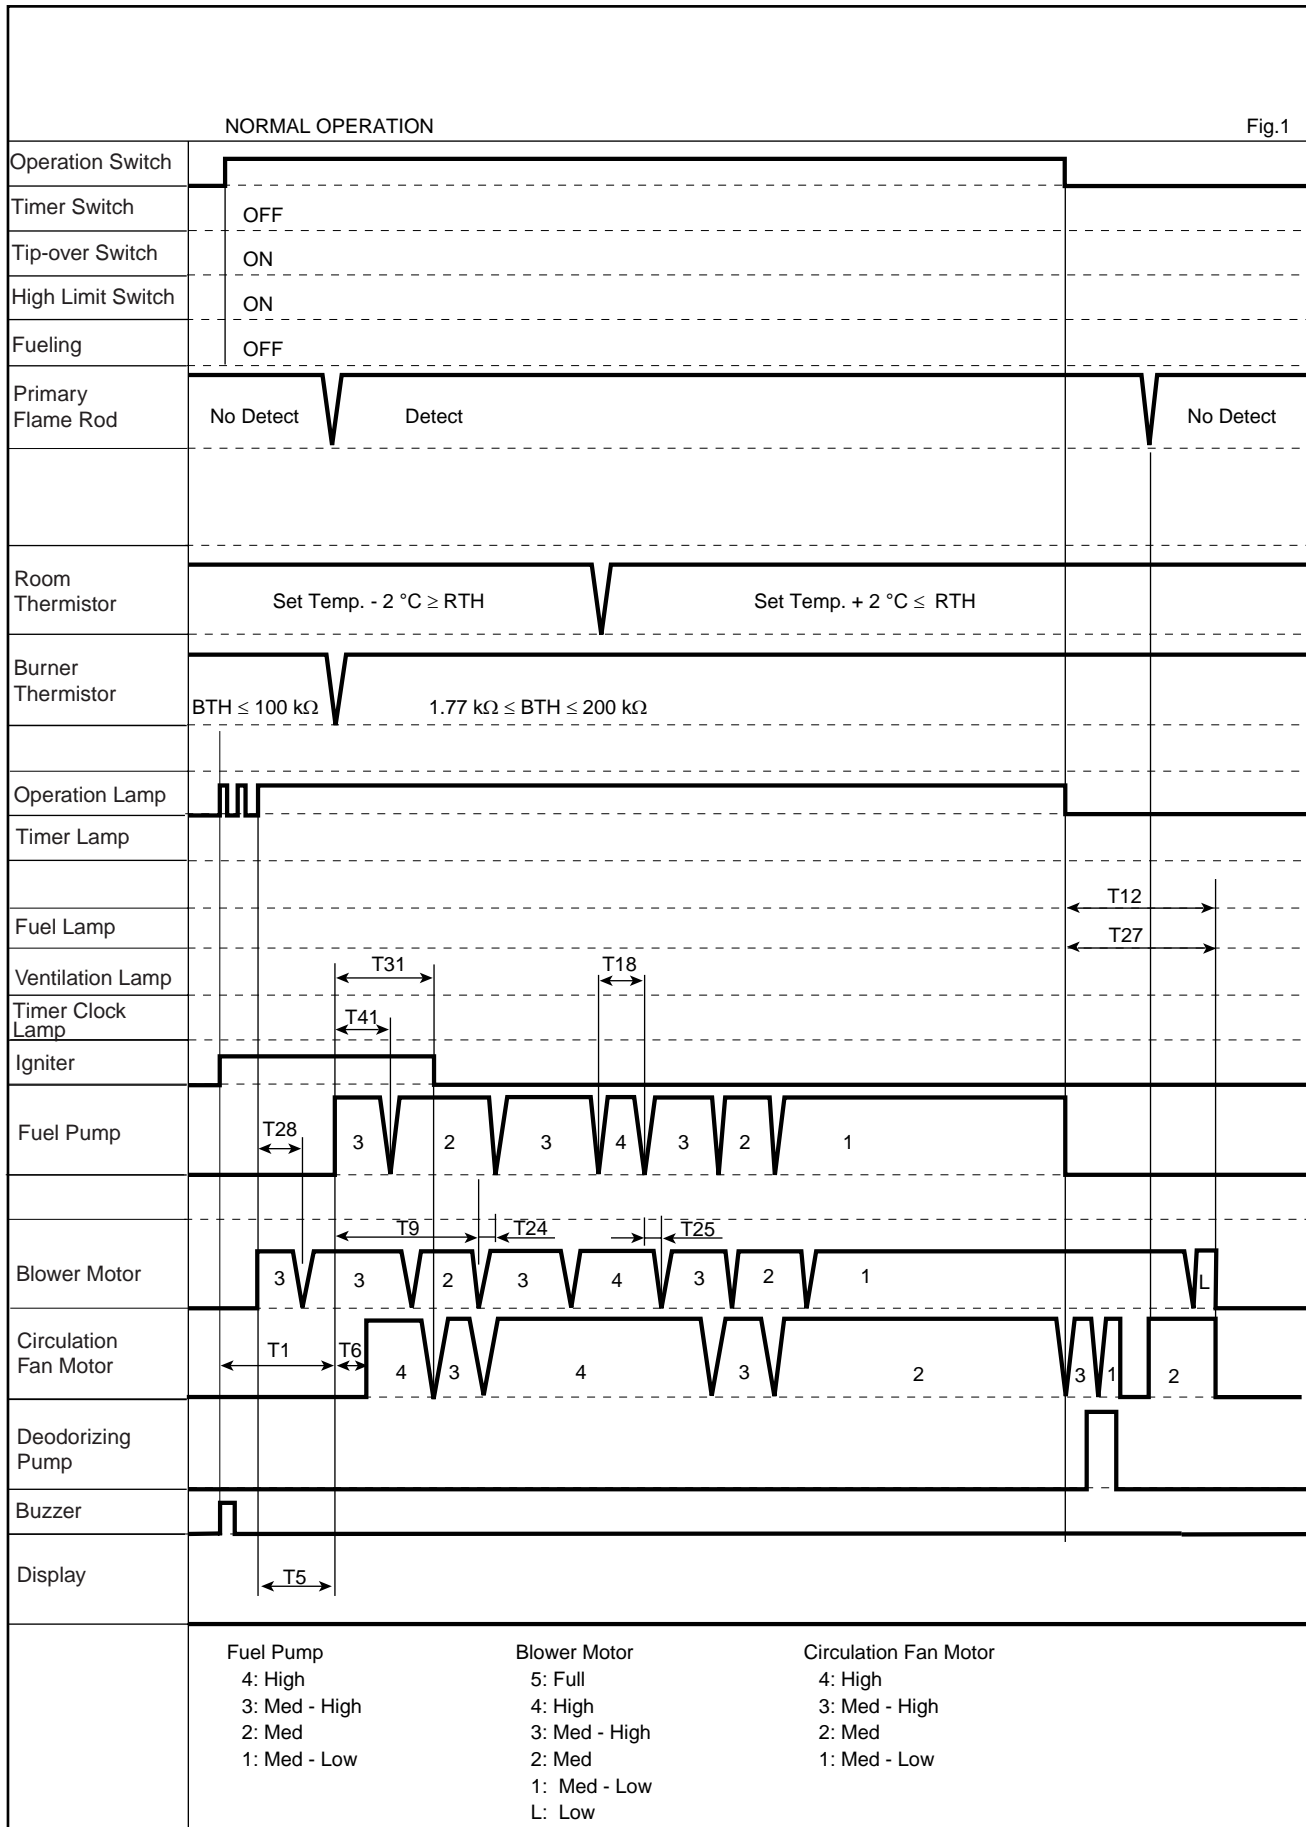 NORMAL OPERATION Fig.1
Operation Switch
Timer Switch OFF
Tip-over Switch ON
High Limit Switch ON
Fueling OFF
Primary
Flame Rod No Detect Detect No Detect
Room
Thermistor Set Temp. - 2 °C ≥ RTH Set Temp. + 2 °C ≤ RTH
Burner
Thermistor
BTH ≤ 100 kΩ 1.77 kΩ ≤ BTH ≤ 200 kΩ
Operation Lamp
Timer Lamp
T12
Fuel Lamp
T27
T31 T18
Ventilation Lamp
Timer Clock
Lamp
T41
Igniter
Fuel Pump T28 3 2 3 4 3 2 1
T9 T24 T25
Blower Motor 3 3 2 3 4 3 2 1 L
Circulation
Fan Motor T1 T6 4 3 4 3 2 3 1 2
Deodorizing
Pump
Buzzer
Display T5
Fuel Pump Blower Motor Circulation Fan Motor
4: High 5: Full 4: High
3: Med - High 4: High 3: Med - High
2: Med 3: Med - High 2: Med
1: Med - Low 2: Med 1: Med - Low
1: Med - Low
L: Low